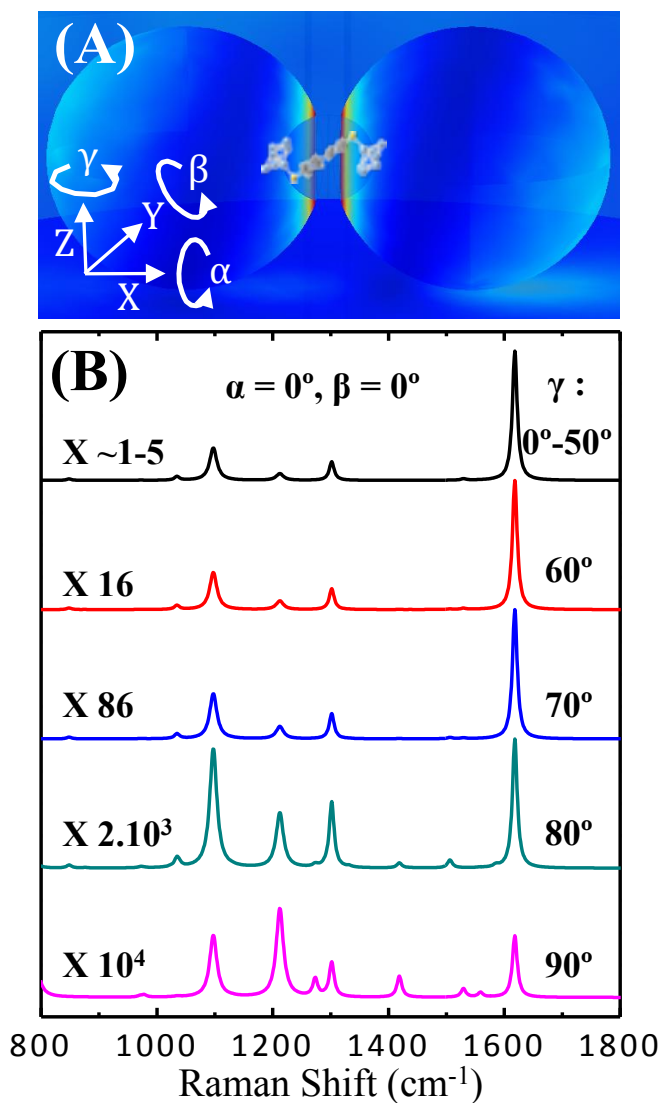 (A)
γ
β
Y
Z
X
α
(B)
α = 0º, β = 0º
γ :
X ~1-5
0º-50º
X 16
60º
X 86
70º
X 2.10³
80º
X 10⁴
90º
800 1000 1200 1400 1600 1800
Raman Shift (cm⁻¹)